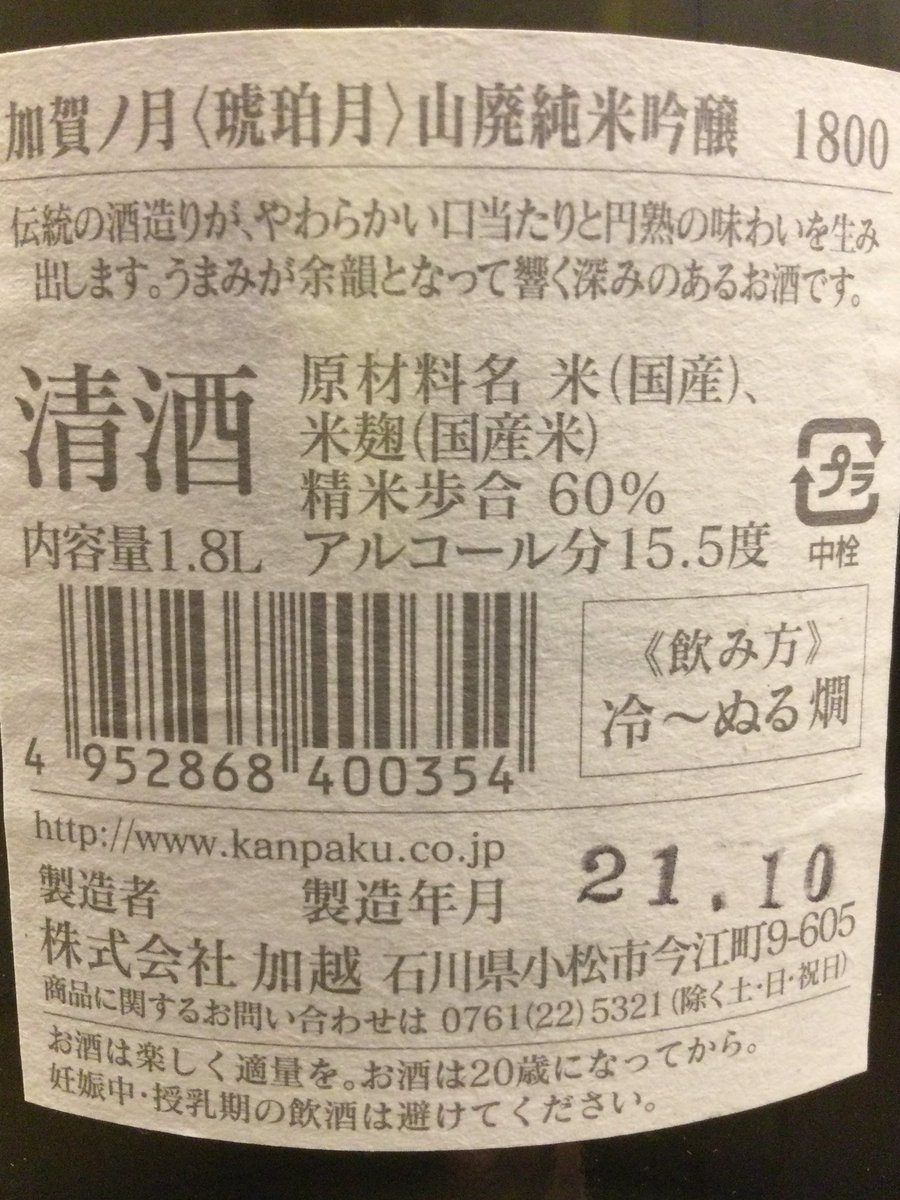 加賀ノ月〈琥珀月〉山廃純米吟醸 1800
伝統の酒造りが、やわらかい口当たりと円熟の味わいを生み
出します。うまみが余韻となって響く深みのあるお酒です。
清酒
原材料名 米(国産)、
米麹(国産米)
精米歩合 60%
内容量1.8L アルコール分15.5度
プラ
中栓
《飲み方》
冷〜ぬる燗
4 952868 400354
http://www.kanpaku.co.jp
製造者 製造年月 21.10
株式会社 加越 石川県小松市今江町9-605
商品に関するお問い合わせは 0761(22)5321(除く土・日・祝日)
お酒は楽しく適量を。お酒は20歳になってから。
妊娠中・授乳期の飲酒は避けてください。